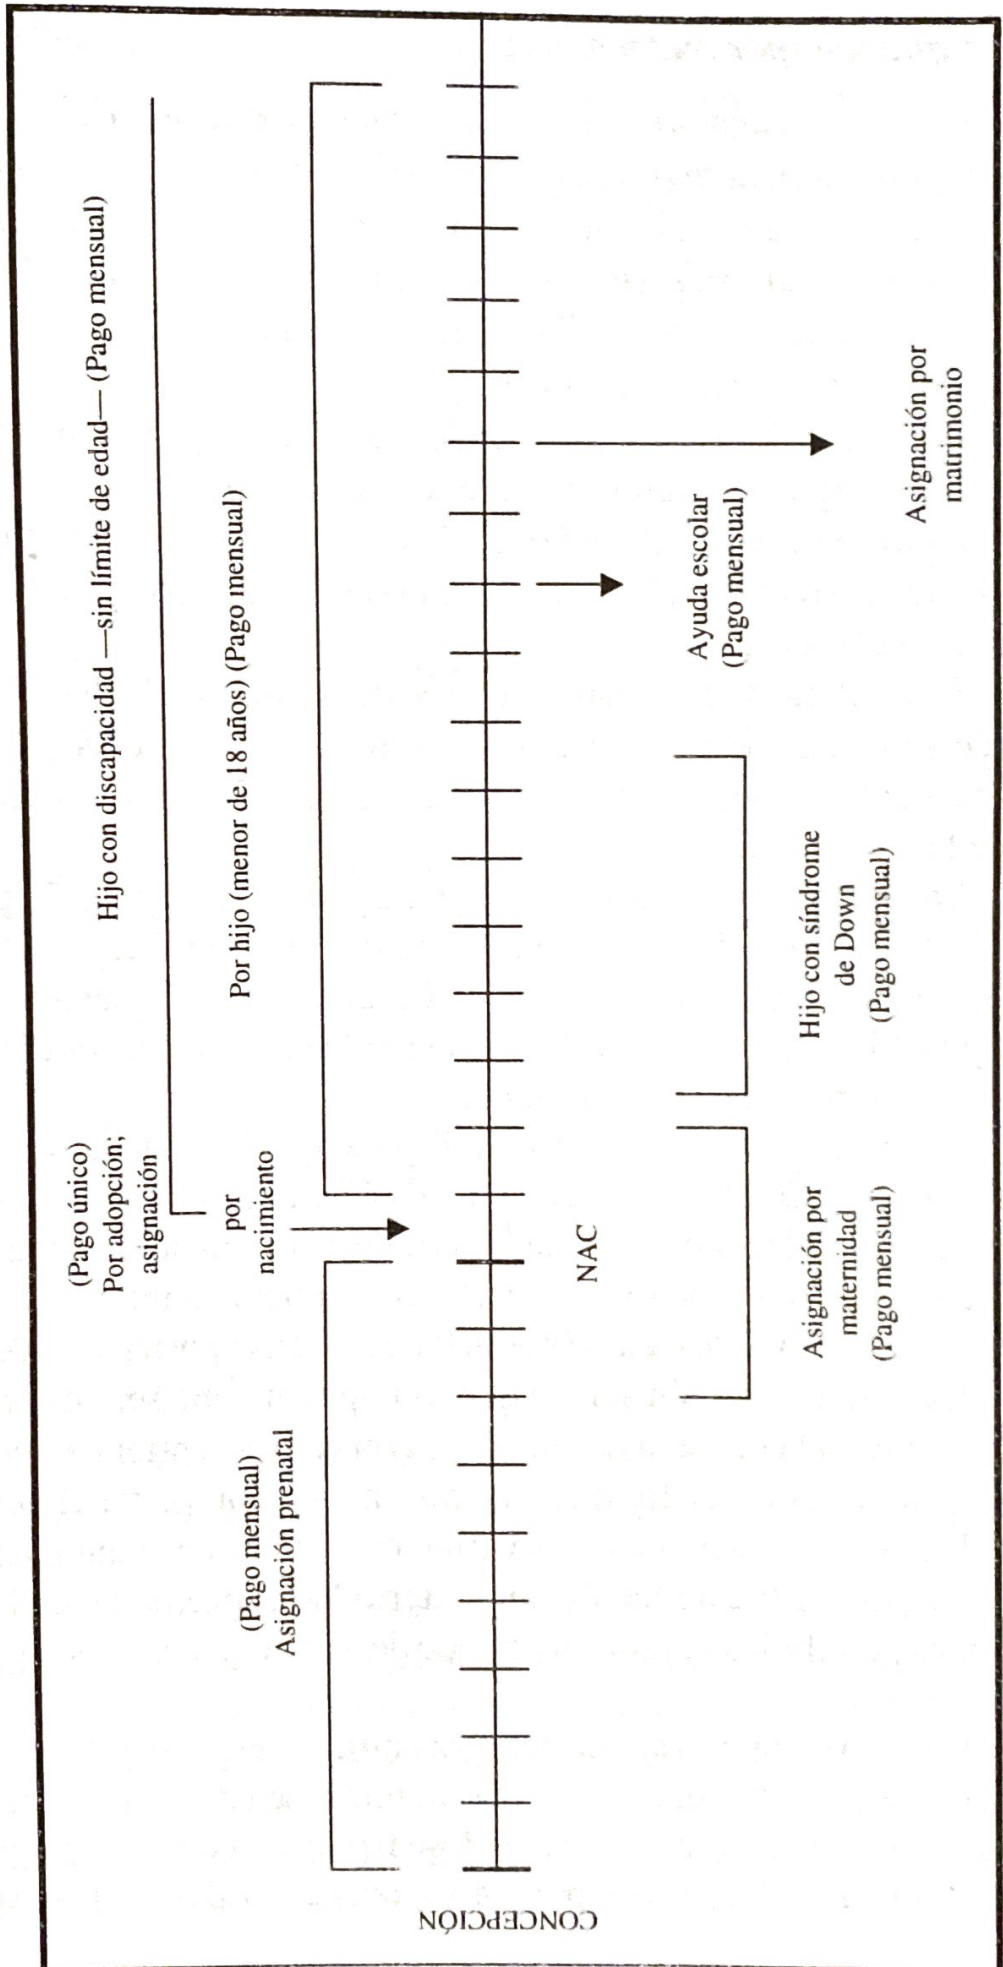 Hijo con discapacidad —sin límite de edad— (Pago mensual)
(Pago único)
Por adopción;
asignación
por
nacimiento
Por hijo (menor de 18 años) (Pago mensual)
(Pago mensual)
Asignación prenatal
CONCEPCIÓN
NAC
Asignación por
maternidad
(Pago mensual)
Hijo con síndrome
de Down
(Pago mensual)
Ayuda escolar
(Pago mensual)
Asignación por
matrimonio